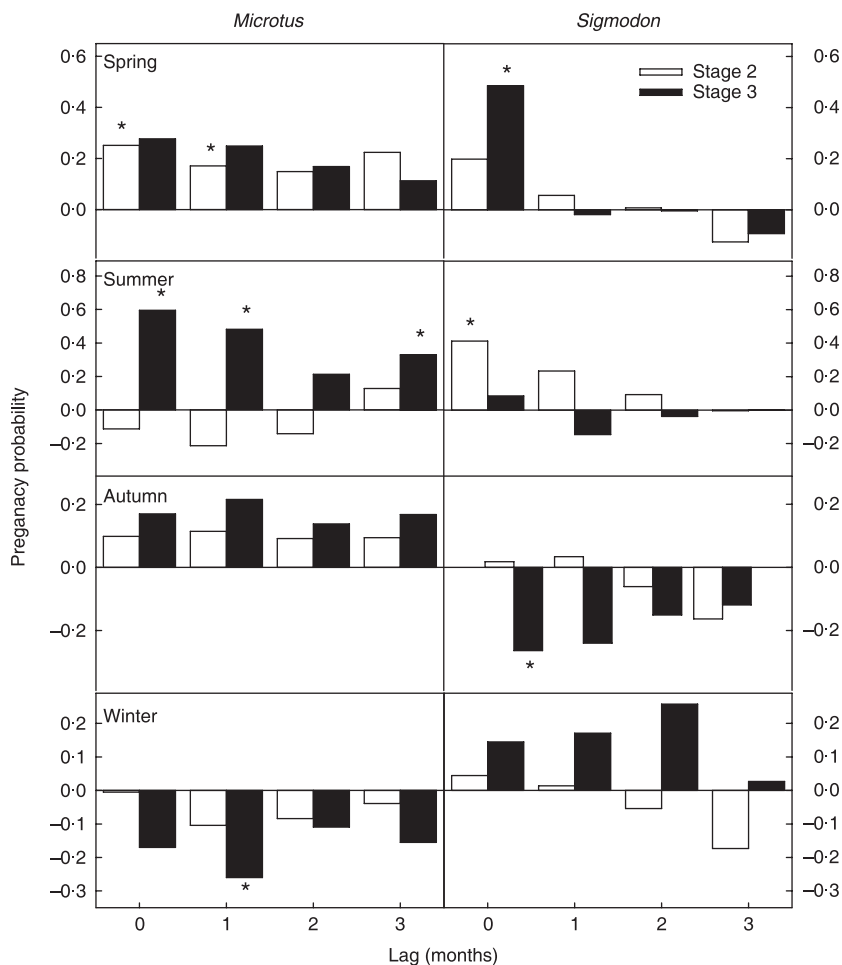 Microtus Sigmodon
0·6 Spring * Stage 2 0·6
Stage 3
0·4 * * 0·4
0·2 0·2
0·0 0·0
0·8 Summer 0·8
0·6 * * 0·6
0·4 * * 0·4
0·2 0·2
0·0 0·0
–0·2 –0·2
Preganacy probability
Autumn
0·2 0·2
0·0 0·0
–0·2 –0·2
*
Winter
0·2 0·2
0·1 0·1
0·0 0·0
–0·1 –0·1
–0·2 –0·2
–0·3 * –0·3
0 1 2 3 0 1 2 3
Lag (months)